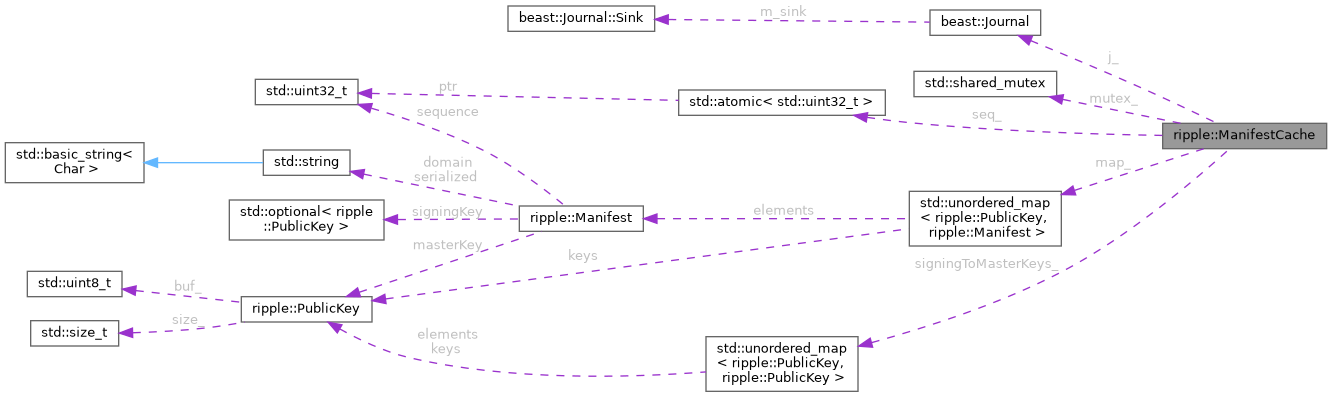 beast::Journal::Sink
m_sink
beast::Journal
j_
std::uint32_t
ptr
std::shared_mutex
std::atomic< std::uint32_t >
mutex_
sequence
seq_
ripple::ManifestCache
std::basic_string<
Char >
std::string
domain
serialized
map_
std::optional< ripple
::PublicKey >
signingKey
ripple::Manifest
elements
std::unordered_map
< ripple::PublicKey,
ripple::Manifest >
masterKey
keys
signingToMasterKeys_
std::uint8_t
buf_
ripple::PublicKey
std::size_t
size_
elements
keys
std::unordered_map
< ripple::PublicKey,
ripple::PublicKey >